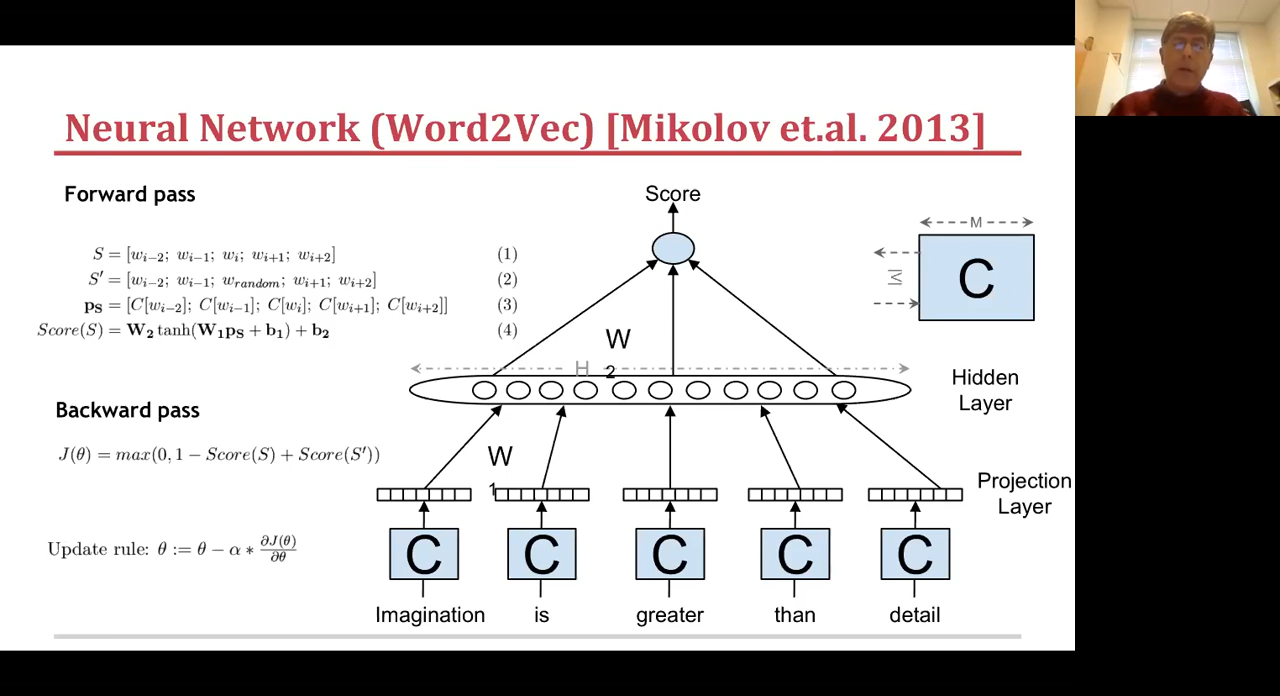 Neural Network (Word2Vec) [Mikolov et.al. 2013]
Forward pass
S = [w_{i−2}; w_{i−1}; w_i; w_{i+1}; w_{i+2}] (1)
S′ = [w_{i−2}; w_{i−1}; w_{random}; w_{i+1}; w_{i+2}] (2)
p_s = [C[w_{i−2}]; C[w_{i−1}]; C[w_i]; C[w_{i+1}]; C[w_{i+2}]] (3)
Score(S) = W_2 tanh(W_1 p_s + b_1) + b_2 (4)
Backward pass
J(θ) = max(0, 1 − Score(S) + Score(S′))
Update rule: θ := θ − α ∗ ∂J(θ)/∂θ
Score
M
|V|
C
W
2
H
Hidden
Layer
W
1
Projection
Layer
C C C C C
Imagination is greater than detail